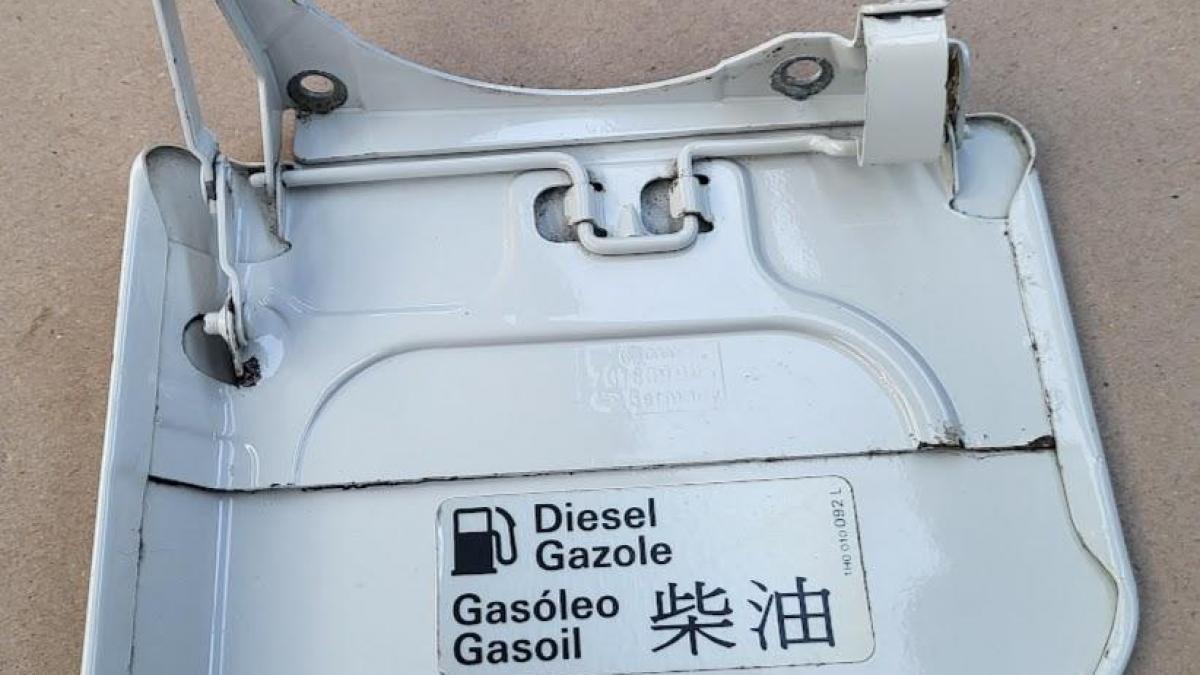 Diesel
Gazole
Gasóleo
Gasoil
柴油
1H0 010 092 L